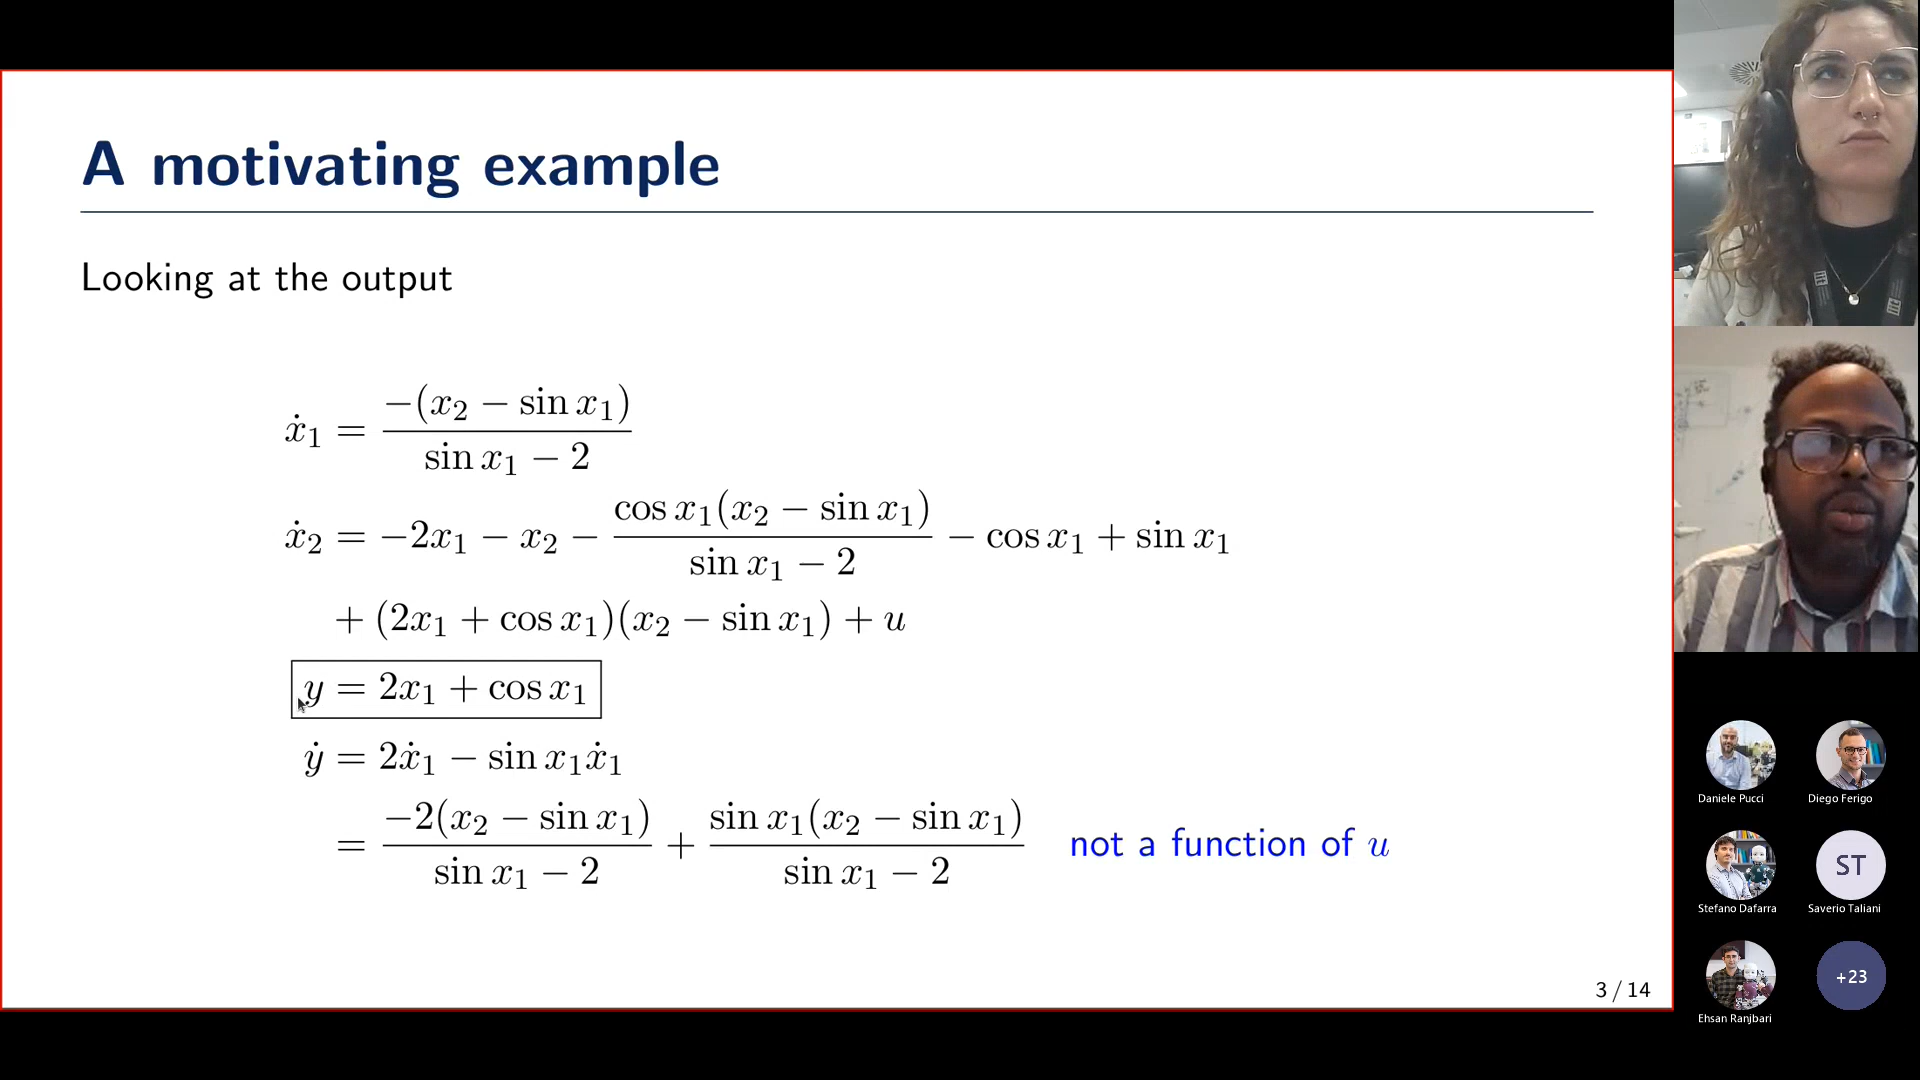 A motivating example
Looking at the output
ẋ₁ = −(x₂ − sin x₁) / (sin x₁ − 2)
ẋ₂ = −2x₁ − x₂ − cos x₁(x₂ − sin x₁) / (sin x₁ − 2) − cos x₁ + sin x₁
+ (2x₁ + cos x₁)(x₂ − sin x₁) + u
y = 2x₁ + cos x₁
ẏ = 2ẋ₁ − sin x₁ẋ₁
= −2(x₂ − sin x₁) / (sin x₁ − 2) + sin x₁(x₂ − sin x₁) / (sin x₁ − 2) not a function of u
3 / 14
Daniele Pucci
Diego Ferigo
ST
Stefano Dafarra
Saverio Taliani
+23
Ehsan Ranjbari